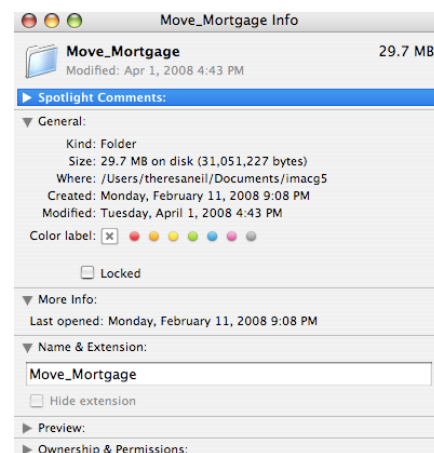 Move_Mortgage Info
Move_Mortgage 29.7 MB
Modified: Apr 1, 2008 4:43 PM
Spotlight Comments:
General:
Kind: Folder
Size: 29.7 MB on disk (31,051,227 bytes)
Where: /Users/theresaneil/Documents/imacg5
Created: Monday, February 11, 2008 9:08 PM
Modified: Tuesday, April 1, 2008 4:43 PM
Color label:
Locked
More Info:
Last opened: Monday, February 11, 2008 9:08 PM
Name & Extension:
Move_Mortgage
Hide extension
Preview:
Ownership & Permissions: